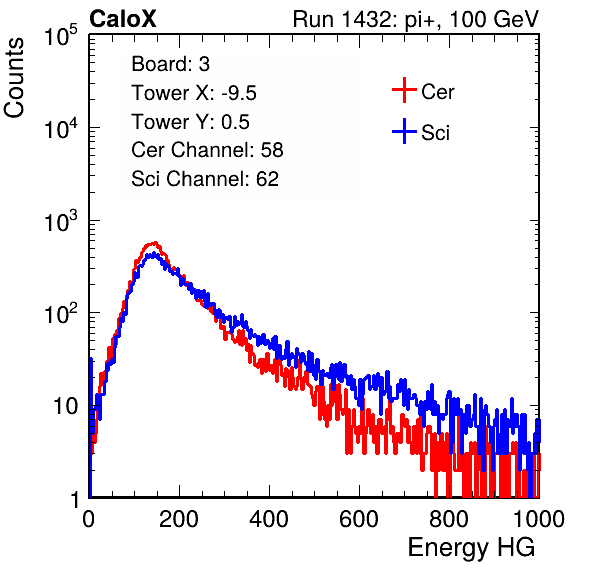 CaloX Run 1432: pi+, 100 GeV
Counts
Board: 3
Tower X: -9.5
Tower Y: 0.5
Cer Channel: 58
Sci Channel: 62
Cer
Sci
10^5
10^4
10^3
10^2
10
1
0 200 400 600 800 1000
Energy HG